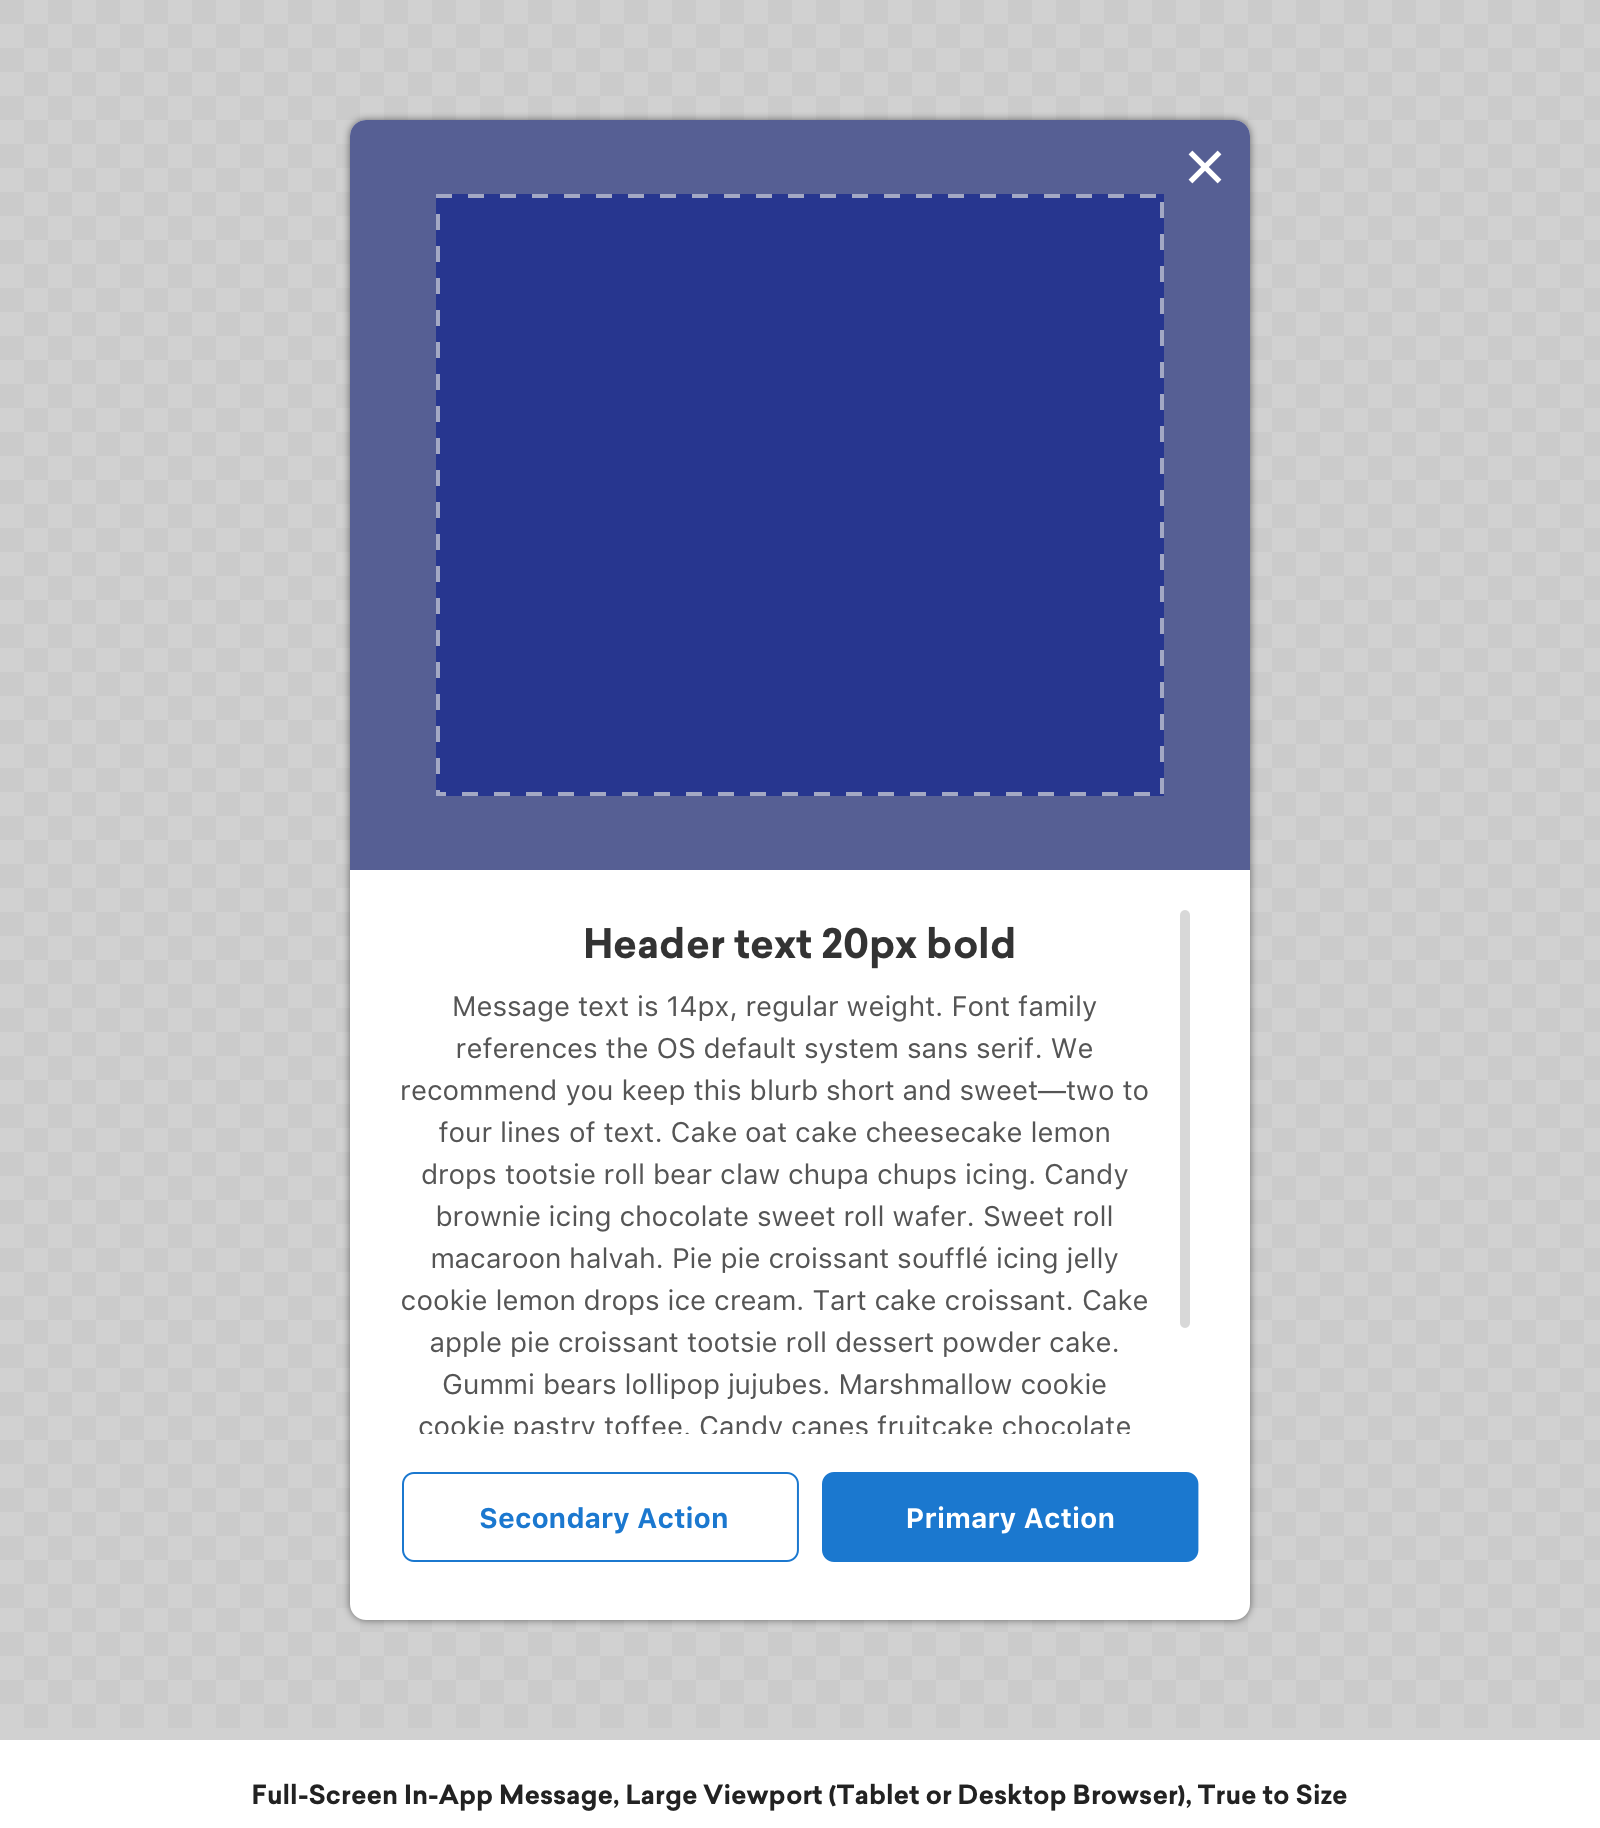 Header text 20px bold
Message text is 14px, regular weight. Font family
references the OS default system sans serif. We
recommend you keep this blurb short and sweet—two to
four lines of text. Cake oat cake cheesecake lemon
drops tootsie roll bear claw chupa chups icing. Candy
brownie icing chocolate sweet roll wafer. Sweet roll
macaroon halvah. Pie pie croissant soufflé icing jelly
cookie lemon drops ice cream. Tart cake croissant. Cake
apple pie croissant tootsie roll dessert powder cake.
Gummi bears lollipop jujubes. Marshmallow cookie
cookie pastry toffee. Candy canes fruitcake chocolate
Secondary Action
Primary Action
Full-Screen In-App Message, Large Viewport (Tablet or Desktop Browser), True to Size